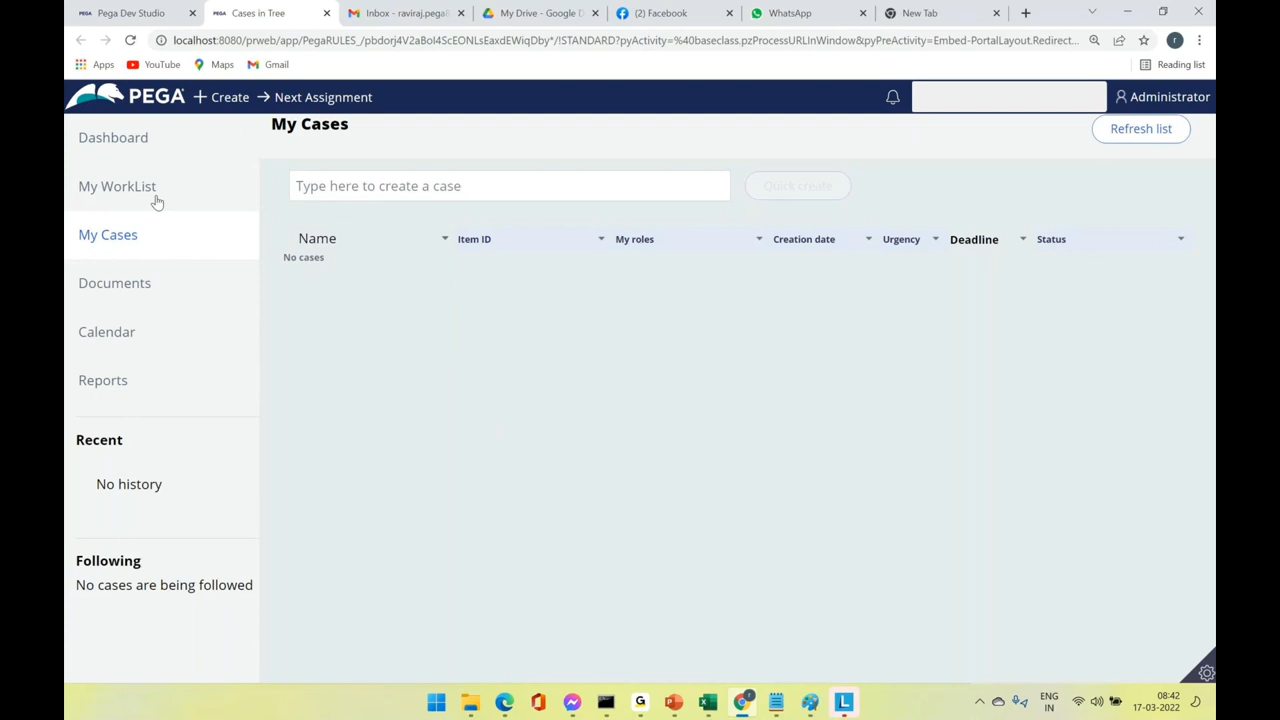 PEGA Pega Dev Studio
PEGA Cases in Tree
Inbox - raviraj.pega8
My Drive - Google D
(2) Facebook
WhatsApp
New Tab
localhost:8080/prweb/app/PegaRULES_/pbdorj4V2aBoI4ScEONLsEaxdEWiqDby*/!STANDARD?pyActivity=%40baseclass.pzProcessURLInWindow&pyPreActivity=Embed-PortalLayout.Redirect...
r
Apps
YouTube
Maps
Gmail
Reading list
PEGA
Create
Next Assignment
Administrator
Dashboard
My WorkList
My Cases
Documents
Calendar
Reports
Recent
No history
Following
No cases are being followed
My Cases
Refresh list
Type here to create a case
Quick create
Name
Item ID
My roles
Creation date
Urgency
Deadline
Status
No cases
ENG
IN
08:42
17-03-2022